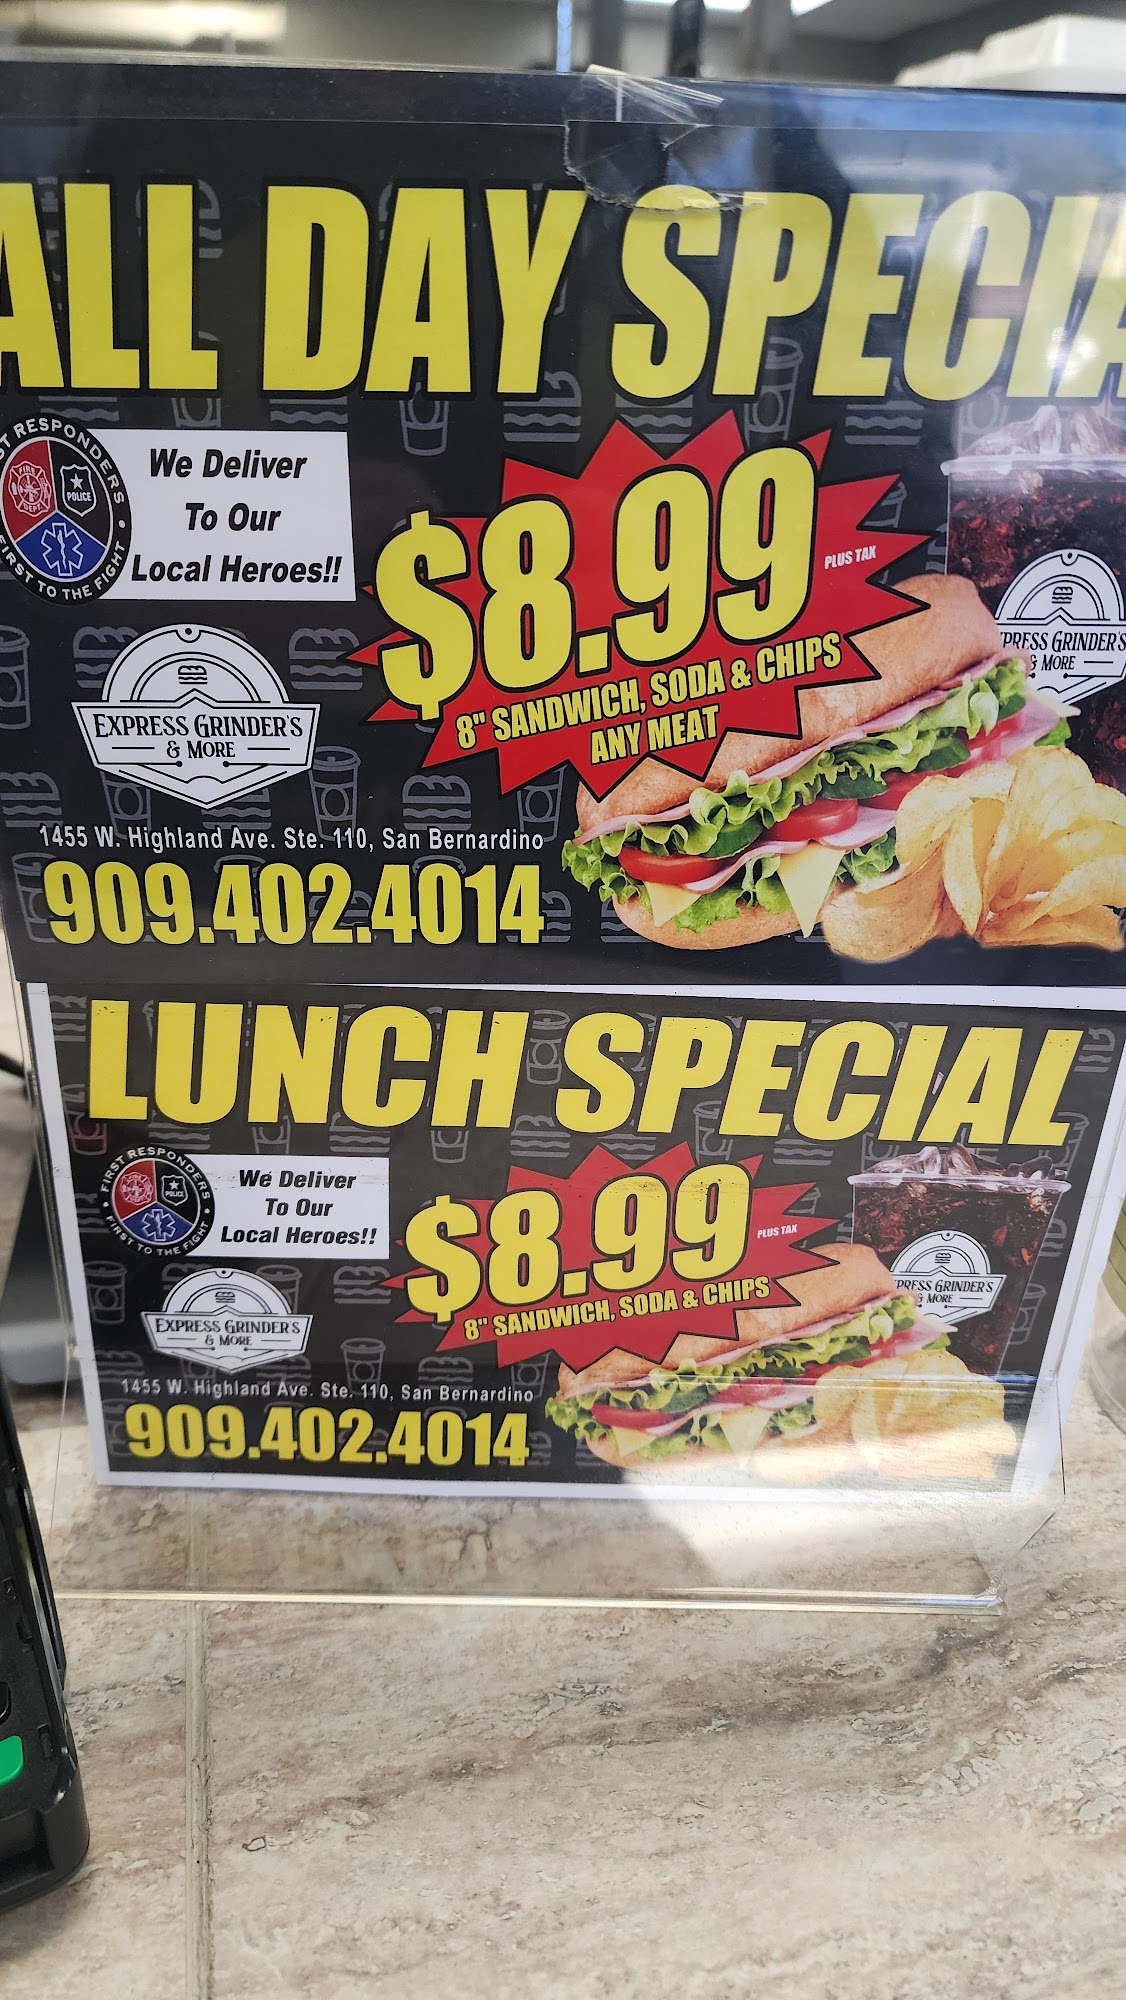 ALL DAY SPECIA
ST RESPONDERS
FIRE
DEPT.
POLICE
FIRST TO THE FIGHT
We Deliver
To Our
Local Heroes!!
$8.99
PLUS TAX
8" SANDWICH, SODA & CHIPS
ANY MEAT
EXPRESS GRINDER'S
& MORE
PRESS GRINDER'S
& MORE
1455 W. Highland Ave. Ste. 110, San Bernardino
909.402.4014
LUNCH SPECIAL
FIRST RESPONDERS
POLICE
FIRST TO THE FIGHT
We Deliver
To Our
Local Heroes!!
$8.99
PLUS TAX
8" SANDWICH, SODA & CHIPS
EXPRESS GRINDER'S
& MORE
PRESS GRINDER'S
& MORE
1455 W. Highland Ave. Ste. 110, San Bernardino
909.402.4014